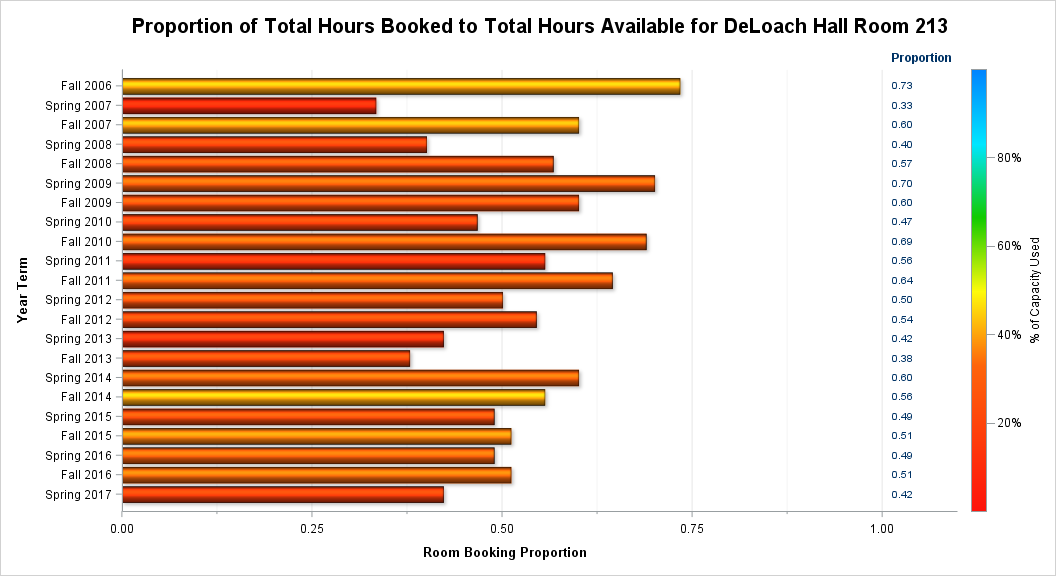 Proportion of Total Hours Booked to Total Hours Available for DeLoach Hall Room 213
Proportion
Fall 2006 0.73
Spring 2007 0.33
Fall 2007 0.60
Spring 2008 0.40
Fall 2008 0.57
Spring 2009 0.70
Fall 2009 0.60
Spring 2010 0.47
Fall 2010 0.69
Spring 2011 0.56
Fall 2011 0.64
Spring 2012 0.50
Fall 2012 0.54
Spring 2013 0.42
Fall 2013 0.38
Spring 2014 0.60
Fall 2014 0.56
Spring 2015 0.49
Fall 2015 0.51
Spring 2016 0.49
Fall 2016 0.51
Spring 2017 0.42
Year Term
80%
60%
40%
20%
% of Capacity Used
0.00 0.25 0.50 0.75 1.00
Room Booking Proportion